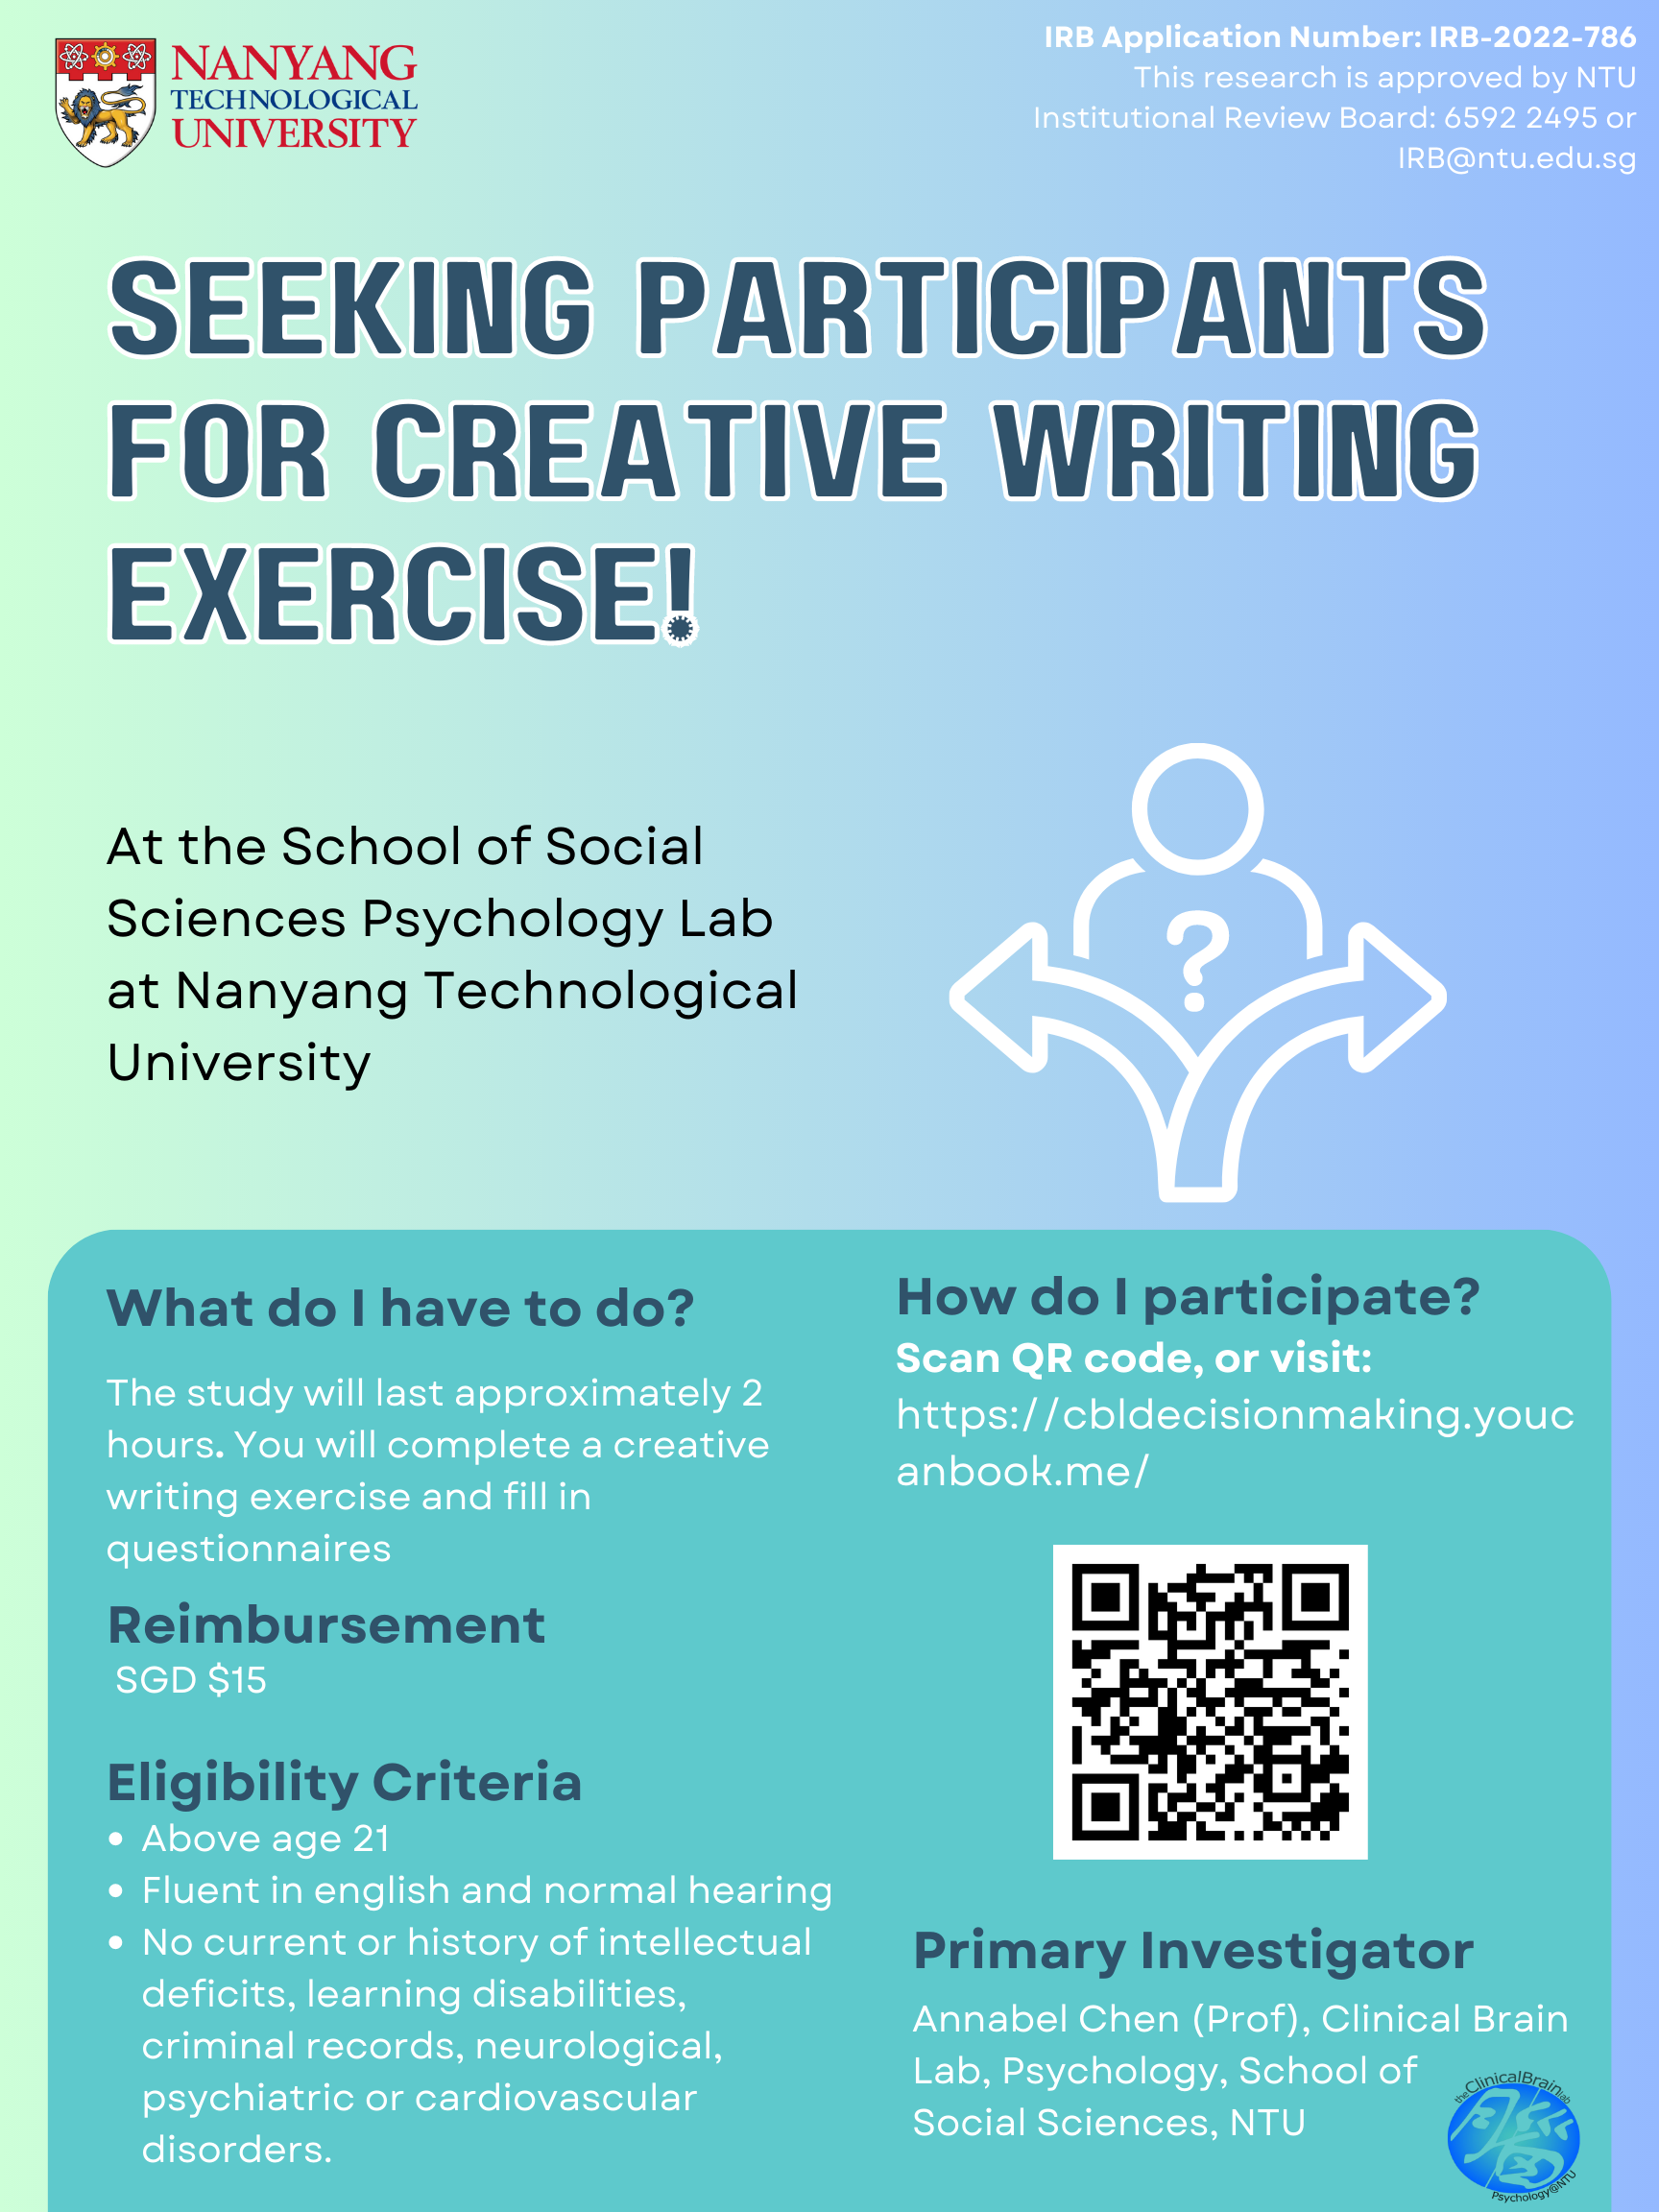 NANYANG
TECHNOLOGICAL
UNIVERSITY
IRB Application Number: IRB-2022-786
This research is approved by NTU
Institutional Review Board: 6592 2495 or
IRB@ntu.edu.sg
SEEKING PARTICIPANTS
FOR CREATIVE WRITING
EXERCISE!
At the School of Social
Sciences Psychology Lab
at Nanyang Technological
University
?
What do I have to do?
The study will last approximately 2
hours. You will complete a creative
writing exercise and fill in
questionnaires
Reimbursement
SGD $15
Eligibility Criteria
• Above age 21
• Fluent in english and normal hearing
• No current or history of intellectual
deficits, learning disabilities,
criminal records, neurological,
psychiatric or cardiovascular
disorders.
How do I participate?
Scan QR code, or visit:
https://cbldecisionmaking.youc
anbook.me/
Primary Investigator
Annabel Chen (Prof), Clinical Brain
Lab, Psychology, School of
Social Sciences, NTU
theClinicalBrainLab
Psychology@NTU